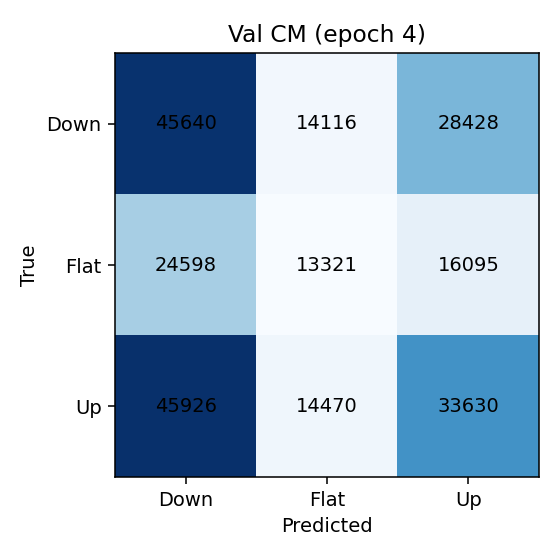 Val CM (epoch 4)
True
Down
45640 14116 28428
Flat
24598 13321 16095
Up
45926 14470 33630
Down Flat Up
Predicted